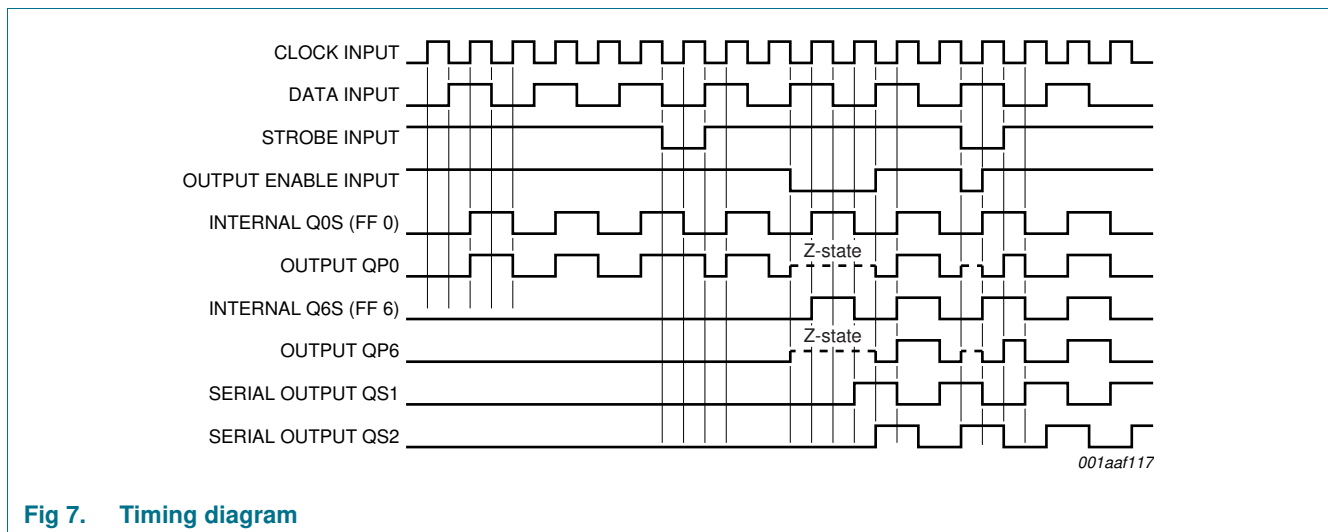 CLOCK INPUT
DATA INPUT
STROBE INPUT
OUTPUT ENABLE INPUT
INTERNAL Q0S (FF 0)
Z-state
OUTPUT QP0
INTERNAL Q6S (FF 6)
Z-state
OUTPUT QP6
SERIAL OUTPUT QS1
SERIAL OUTPUT QS2
001aaf117
Fig 7. Timing diagram